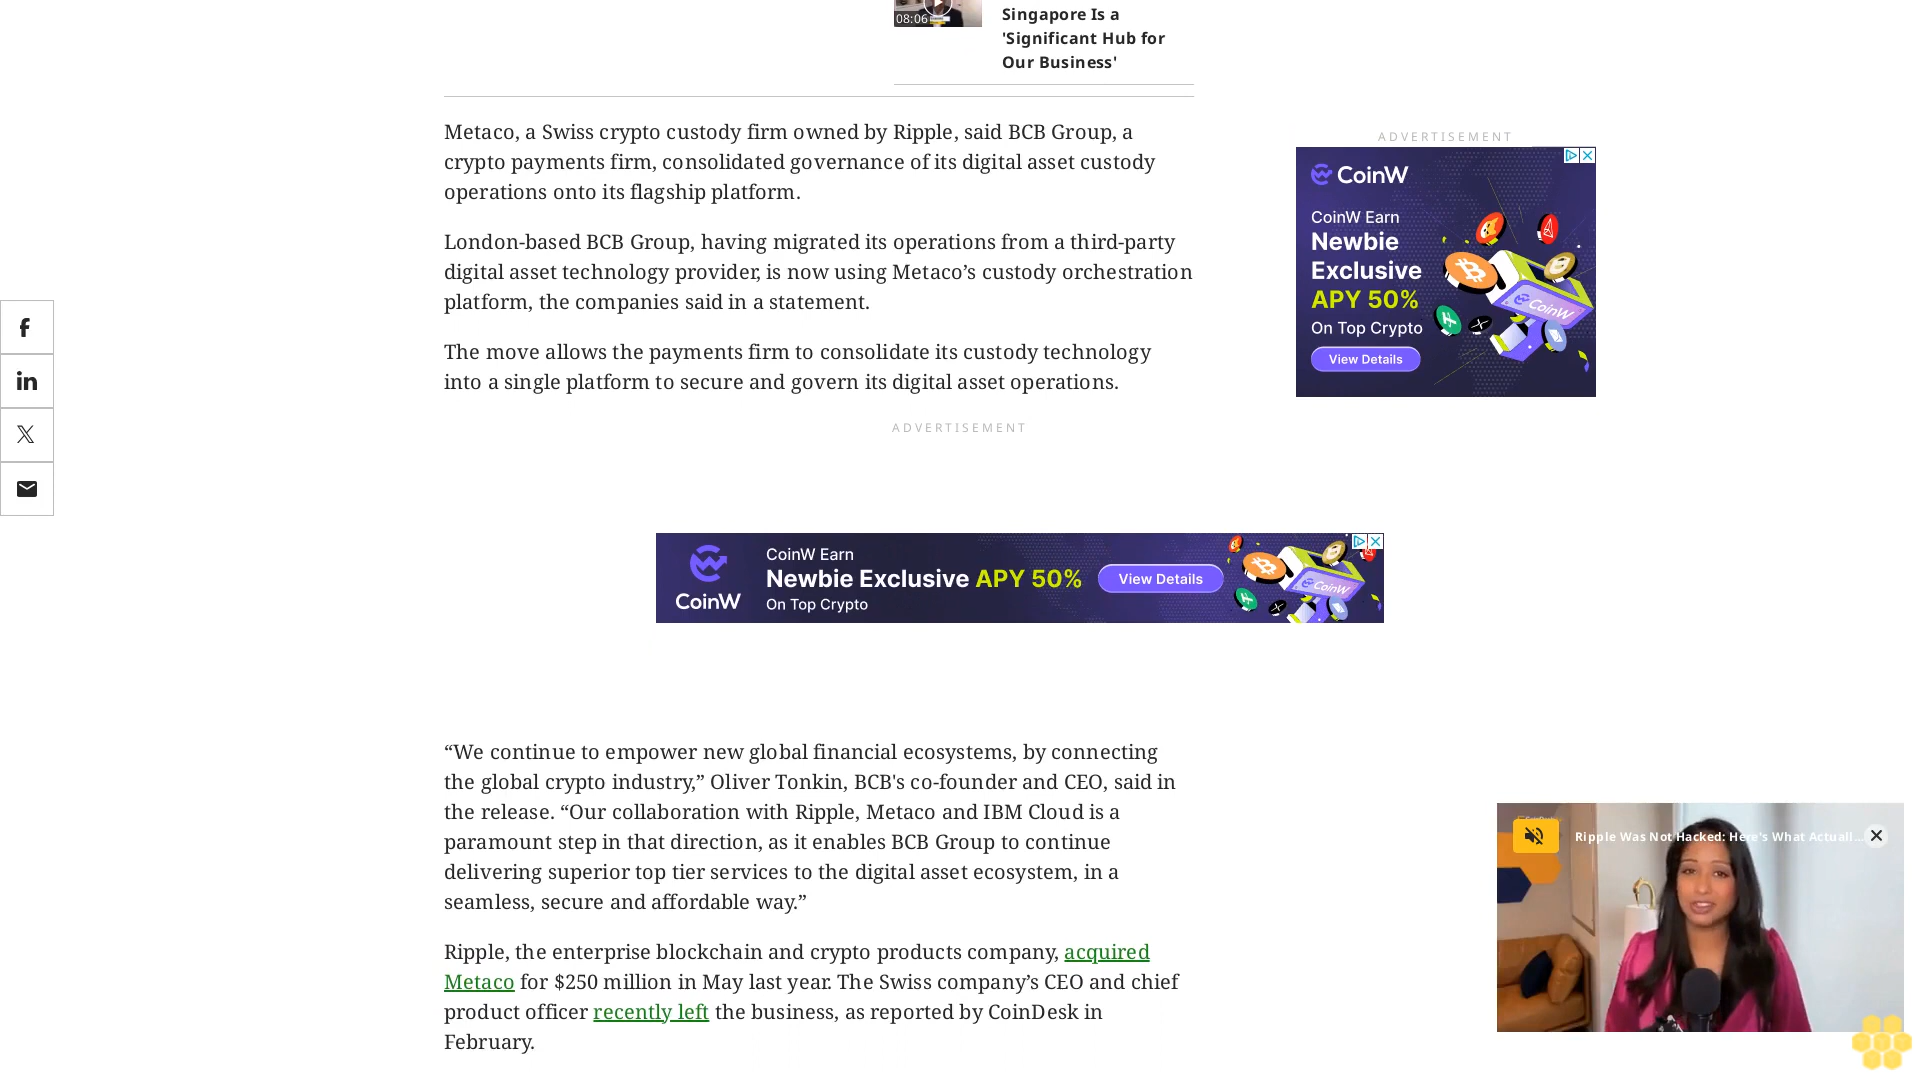 08:06
Singapore Is a
'Significant Hub for
Our Business'
Metaco, a Swiss crypto custody firm owned by Ripple, said BCB Group, a
crypto payments firm, consolidated governance of its digital asset custody
operations onto its flagship platform.
London-based BCB Group, having migrated its operations from a third-party
digital asset technology provider, is now using Metaco’s custody orchestration
platform, the companies said in a statement.
The move allows the payments firm to consolidate its custody technology
into a single platform to secure and govern its digital asset operations.
ADVERTISEMENT
CoinW
CoinW Earn
Newbie
Exclusive
APY 50%
On Top Crypto
View Details
CoinW
ADVERTISEMENT
CoinW
CoinW Earn
Newbie Exclusive APY 50%
On Top Crypto
View Details
CoinW
“We continue to empower new global financial ecosystems, by connecting
the global crypto industry,” Oliver Tonkin, BCB's co-founder and CEO, said in
the release. “Our collaboration with Ripple, Metaco and IBM Cloud is a
paramount step in that direction, as it enables BCB Group to continue
delivering superior top tier services to the digital asset ecosystem, in a
seamless, secure and affordable way.”
Ripple, the enterprise blockchain and crypto products company, acquired
Metaco for $250 million in May last year. The Swiss company’s CEO and chief
product officer recently left the business, as reported by CoinDesk in
February.
Ripple Was Not Hacked: Here's What Actuall...